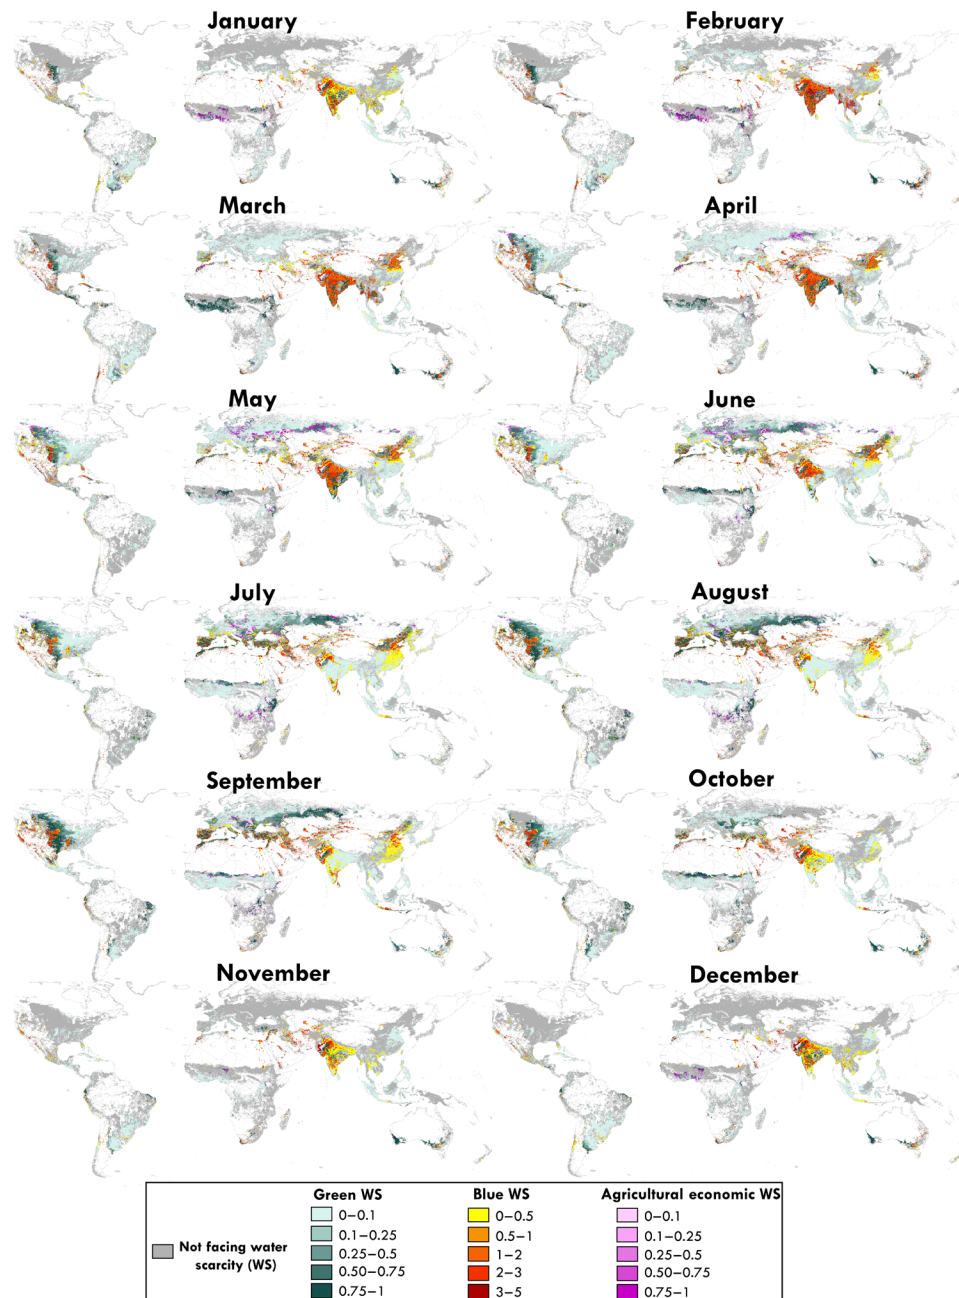 January
February
March
April
May
June
July
August
September
October
November
December
Not facing water
scarcity (WS)
Green WS
0–0.1
0.1–0.25
0.25–0.5
0.50–0.75
0.75–1
Blue WS
0–0.5
0.5–1
1–2
2–3
3–5
Agricultural economic WS
0–0.1
0.1–0.25
0.25–0.5
0.50–0.75
0.75–1